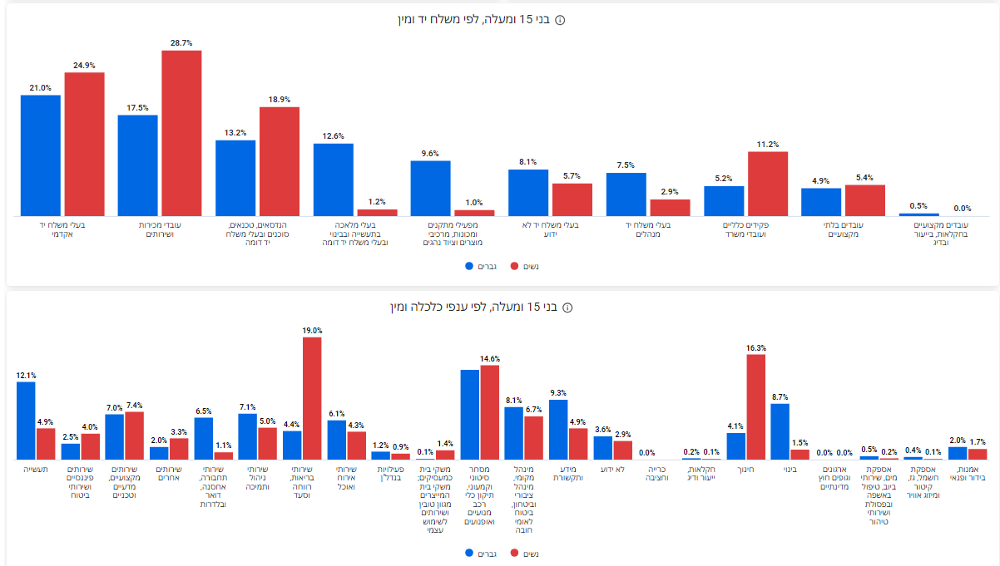 בני 15 ומעלה, לפי משלח יד ומין
21.0% 24.9% 17.5% 28.7% 13.2% 18.9% 12.6% 1.2% 9.6% 1.0% 8.1% 5.7% 7.5% 2.9% 5.2% 11.2% 4.9% 5.4% 0.5% 0.0%
בעלי משלח יד
אקדמי
עובדי מכירות
ושירותים
הנדסאים, טכנאים,
סוכנים ובעלי משלח
יד דומה
בעלי מלאכה
בתעשייה ובבינוי
ובעלי משלח יד דומה
מפעילי מתקנים
ומכונות, מרכיבי
מוצרים וציוד נהגים
בעלי משלח יד לא
ידוע
בעלי משלח יד
מנהלים
פקידים כלליים
ועובדי משרד
עובדים בלתי
מקצועיים
עובדים מקצועיים
בחקלאות, בייעור
ובדיג
גברים נשים
בני 15 ומעלה, לפי ענפי כלכלה ומין
12.1% 4.9% 2.5% 4.0% 7.0% 7.4% 2.0% 3.3% 6.5% 1.1% 7.1% 5.0% 4.4% 19.0% 6.1% 4.3% 1.2% 0.9% 0.1% 1.4% 14.6% 8.1% 6.7% 9.3% 4.9% 3.6% 2.9% 0.0% 0.2% 0.1% 4.1% 16.3% 8.7% 1.5% 0.0% 0.0% 0.5% 0.2% 0.4% 0.1% 2.0% 1.7%
תעשייה
שירותים
פיננסיים
ושירותי
ביטוח
שירותים
מקצועיים,
מדעיים
וטכניים
שירותים
אחרים
שירותי
תחבורה,
אחסנה,
דואר
ובלדרות
שירותי
ניהול
ותמיכה
שירותי
בריאות,
רווחה
וסעד
שירותי
אירוח
ואוכל
פעילויות
בנדל"ן
משקי בית
כמעסיקים;
משקי בית
המייצרים
מגוון טובין
ושירותים
לשימוש
עצמי
מסחר
סיטוני
וקמעוני,
תיקון כלי
רכב
מנועיים
ואופנועים
מינהל
מקומי,
מינהל
ציבורי
וביטחון,
ביטוח
לאומי
חובה
מידע
ותקשורת
לא ידוע
כרייה
וחציבה
חקלאות,
ייעור ודיג
חינוך
בינוי
ארגונים
וגופים חוץ
מדינתיים
אספקת
מים, שירותי
ביוב, טיפול
באשפה
ובפסולת
ושירותי
טיהור
אספקת
חשמל, גז,
קיטור
ומיזוג אוויר
אמנות,
בידור ופנאי
גברים נשים